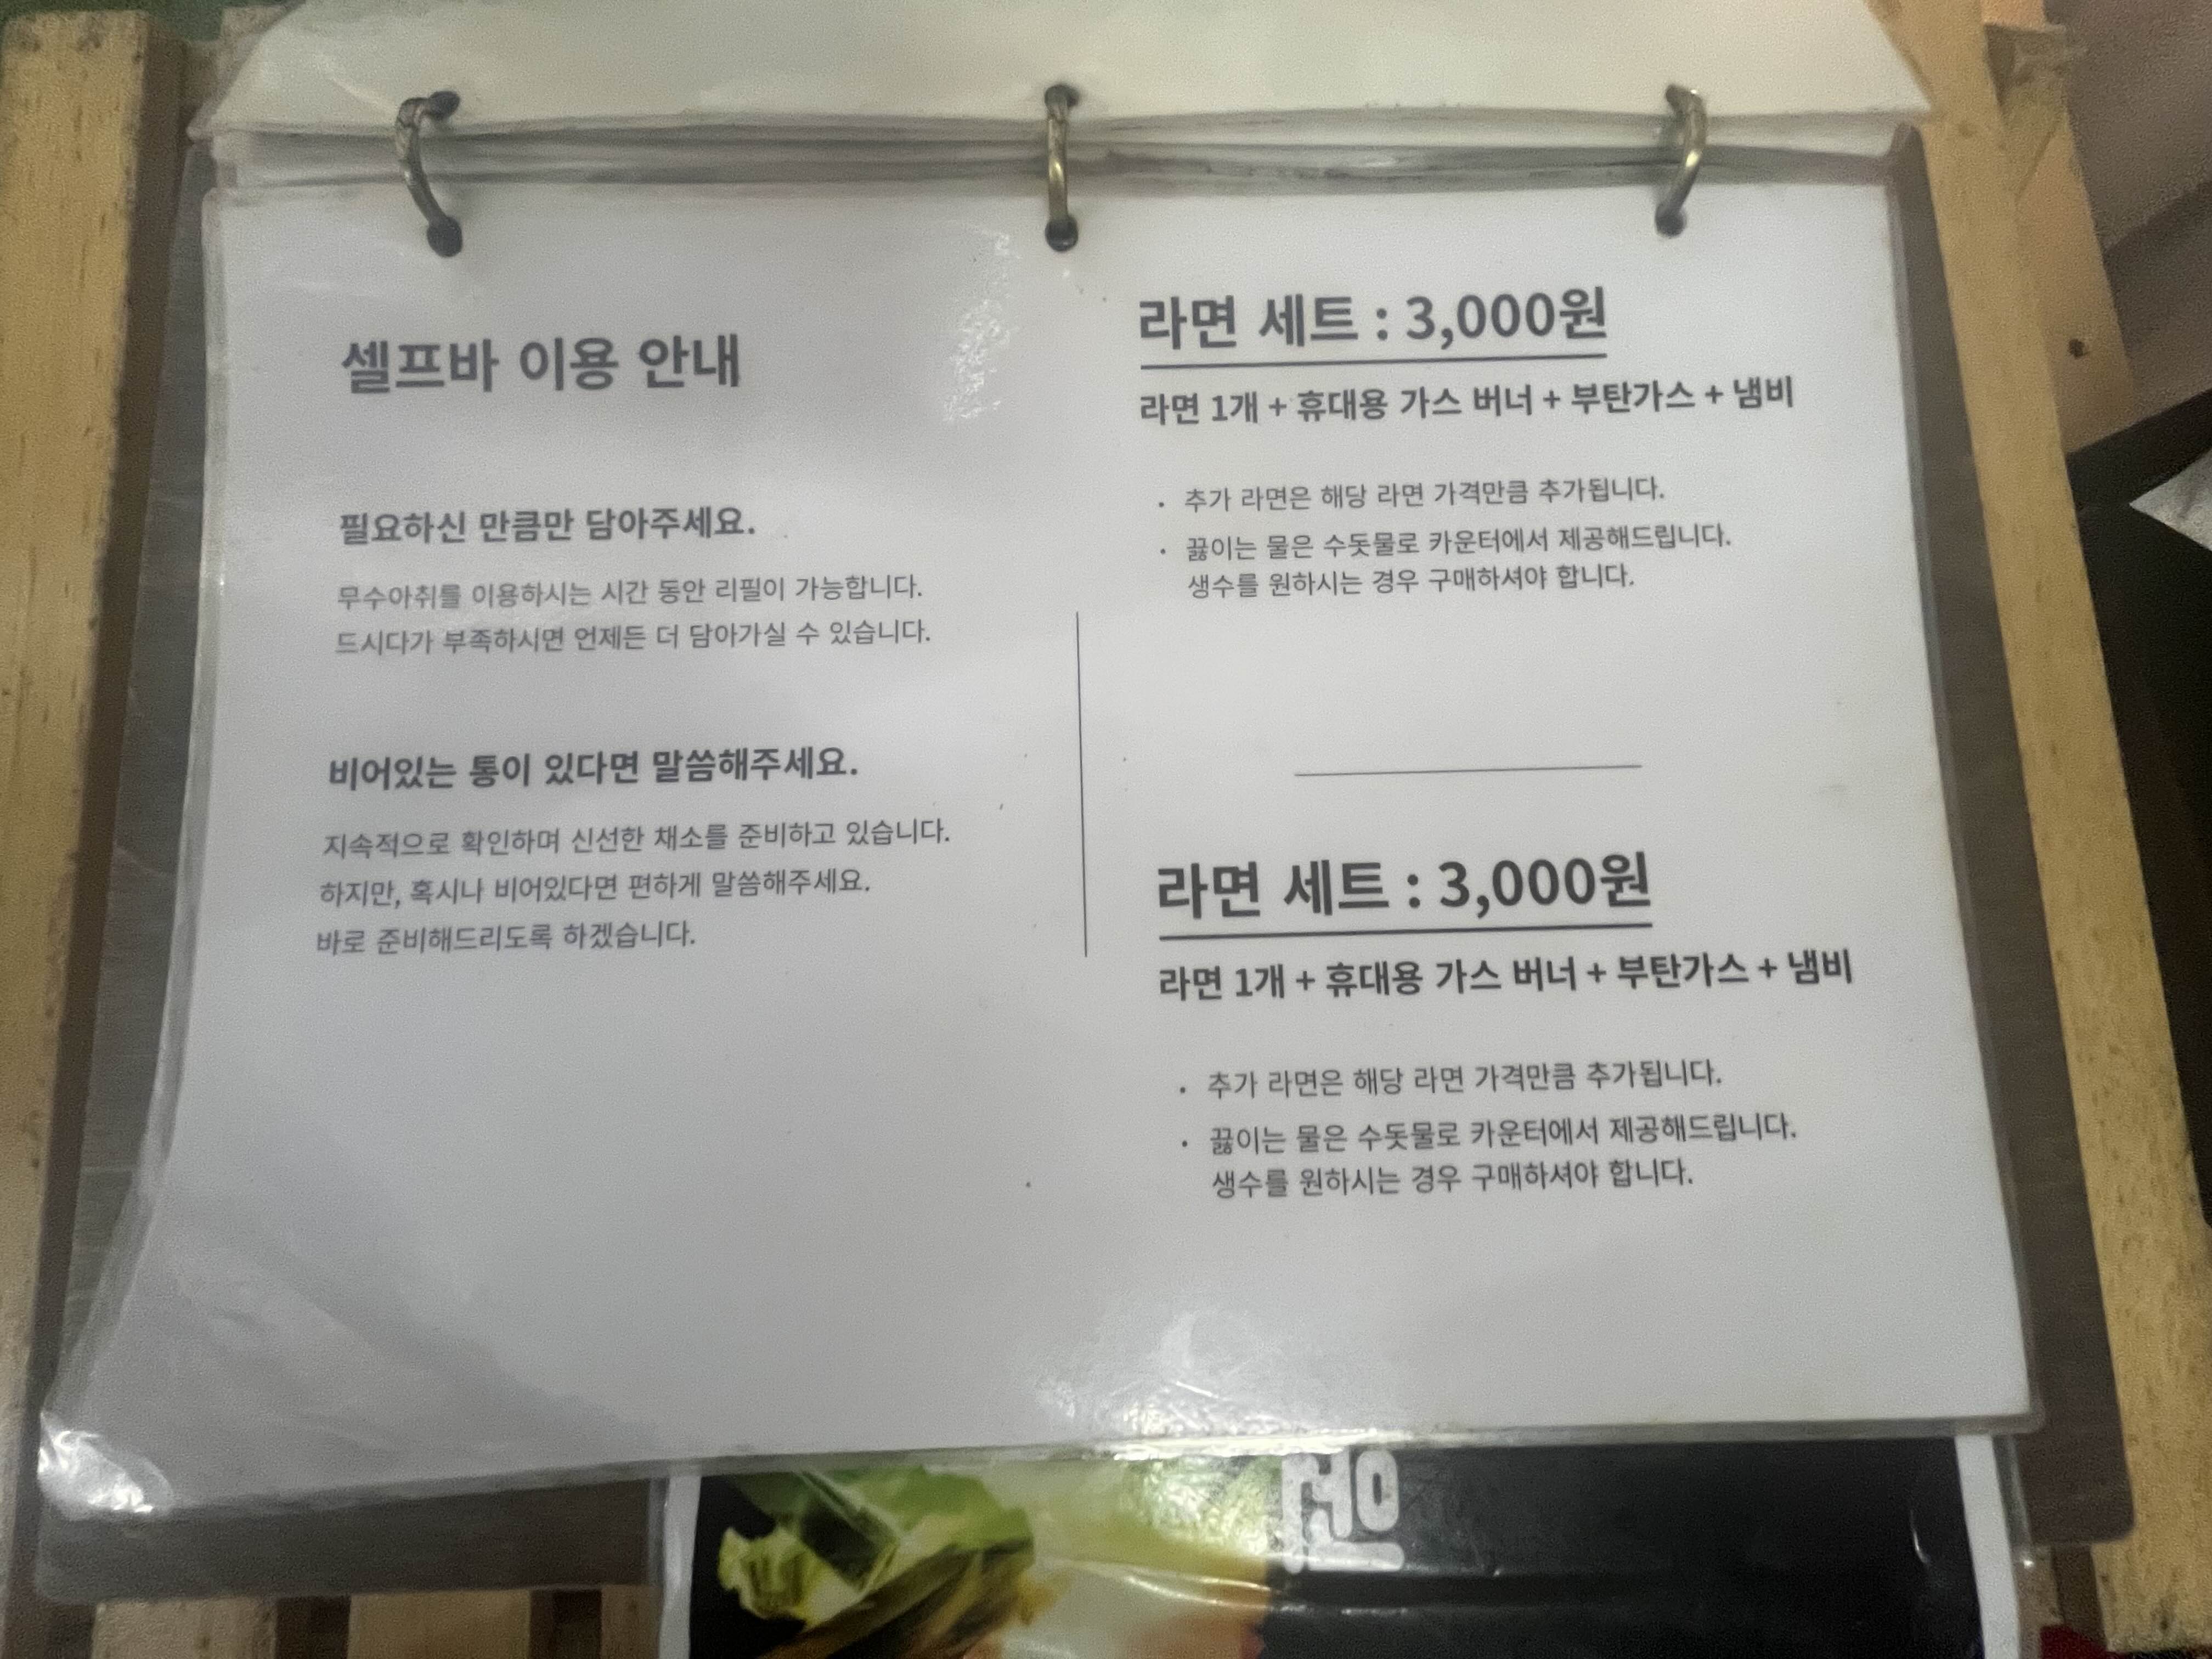 셀프바 이용 안내
필요하신 만큼만 담아주세요.
무수아취를 이용하시는 시간 동안 리필이 가능합니다.
드시다가 부족하시면 언제든 더 담아가실 수 있습니다.
비어있는 통이 있다면 말씀해주세요.
지속적으로 확인하며 신선한 채소를 준비하고 있습니다.
하지만, 혹시나 비어있다면 편하게 말씀해주세요.
바로 준비해드리도록 하겠습니다.
라면 세트 : 3,000원
라면 1개 + 휴대용 가스 버너 + 부탄가스 + 냄비
· 추가 라면은 해당 라면 가격만큼 추가됩니다.
· 끓이는 물은 수돗물로 카운터에서 제공해드립니다.
생수를 원하시는 경우 구매하셔야 합니다.
라면 세트 : 3,000원
라면 1개 + 휴대용 가스 버너 + 부탄가스 + 냄비
· 추가 라면은 해당 라면 가격만큼 추가됩니다.
· 끓이는 물은 수돗물로 카운터에서 제공해드립니다.
생수를 원하시는 경우 구매하셔야 합니다.